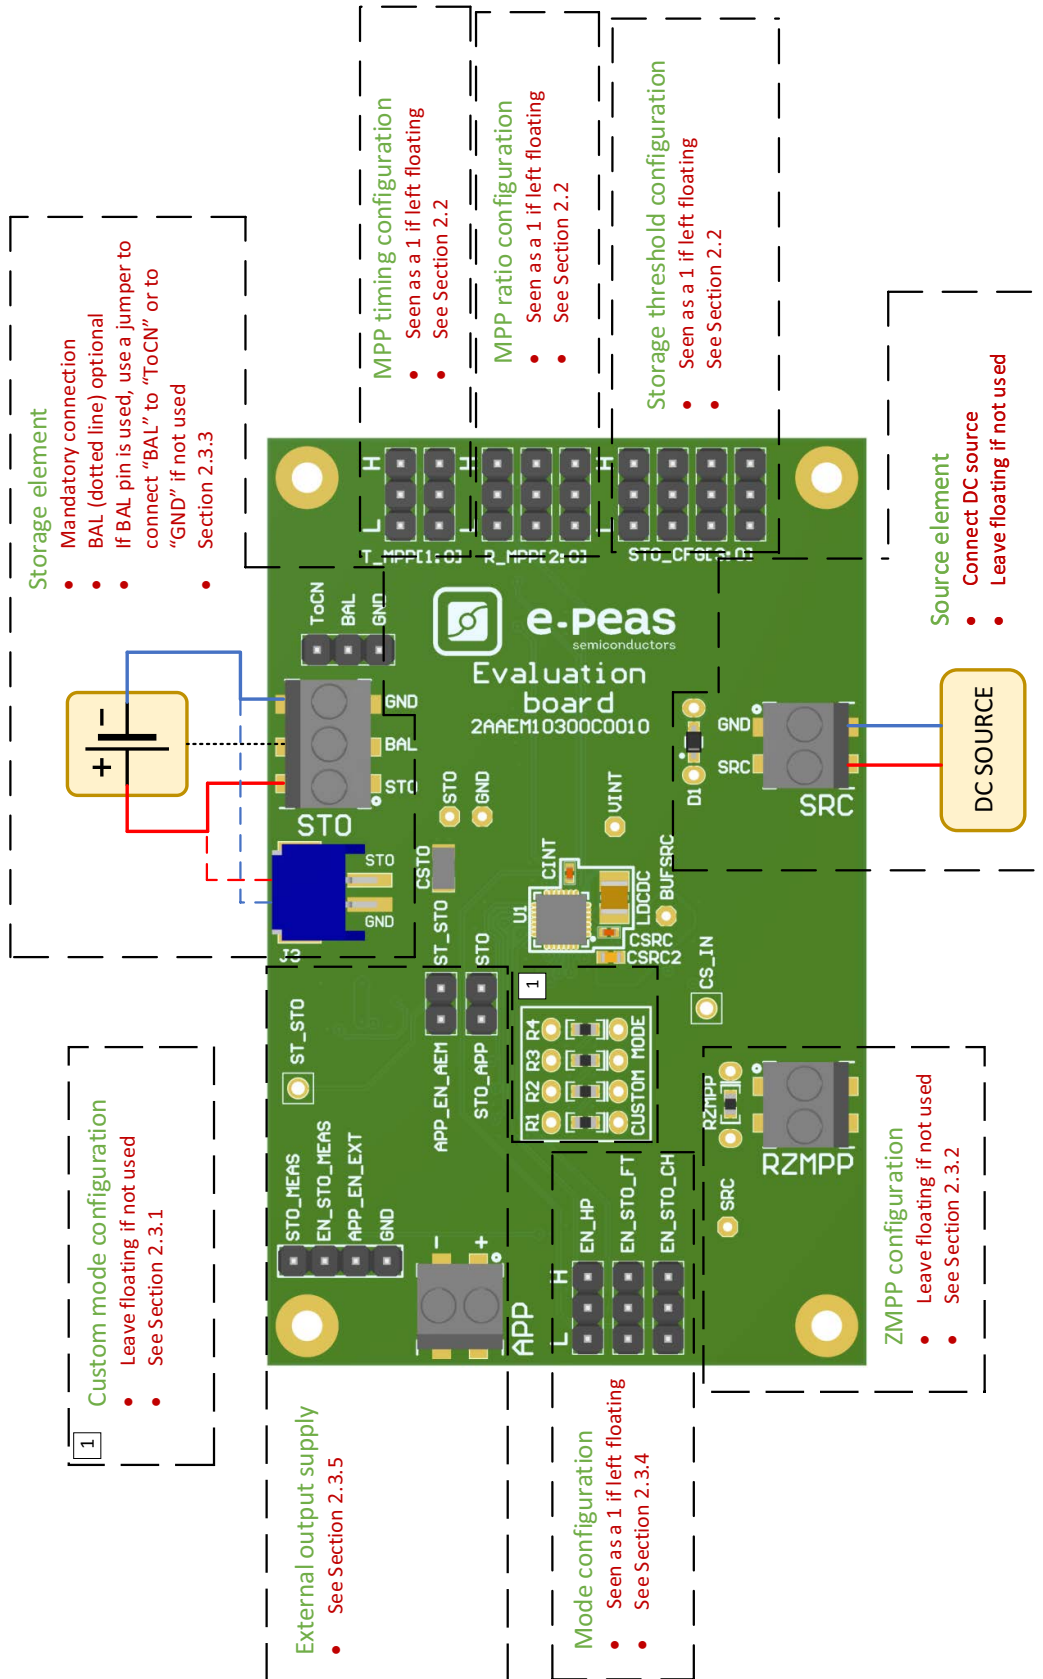 Storage element
• Mandatory connection
BAL (dotted line) optional
• If BAL pin is used, use a jumper to
connect “BAL” to “ToCN” or to
“GND” if not used
• Section 2.3.3
MPP timing configuration
• Seen as a 1 if left floating
• See Section 2.2
MPP ratio configuration
• Seen as a 1 if left floating
• See Section 2.2
Storage threshold configuration
• Seen as a 1 if left floating
• See Section 2.2
Source element
• Connect DC source
• Leave floating if not used
DC SOURCE
ZMPP configuration
• Leave floating if not used
• See Section 2.3.2
Mode configuration
• Seen as a 1 if left floating
• See Section 2.3.4
External output supply
• See Section 2.3.5
1
Custom mode configuration
• Leave floating if not used
• See Section 2.3.1
+ -
STO
STO BAL GND
ToCN
BAL
GND
J3
GND STO
CSTO
STO
GND
L H
T_MPP[1:0]
L H
R_MPP[2:0]
L H
STO_CFG[3:0]
e-peas
semiconductors
Evaluation
board
2AAEM10300C0010
ST_STO
STO_MEAS
EN_STO_MEAS
APP_EN_EXT
GND
APP_EN_AEM ST_STO
STO_APP STO
- +
APP
1
R1 R2 R3 R4
CUSTOM MODE
U1
CINT
LDCDC
CSRC
CSRC2
VINT
BUFSRC
CS_IN
L H
EN_HP
EN_STO_FT
EN_STO_CH
SRC
RZMPP
RZMPP
D1
SRC GND
SRC